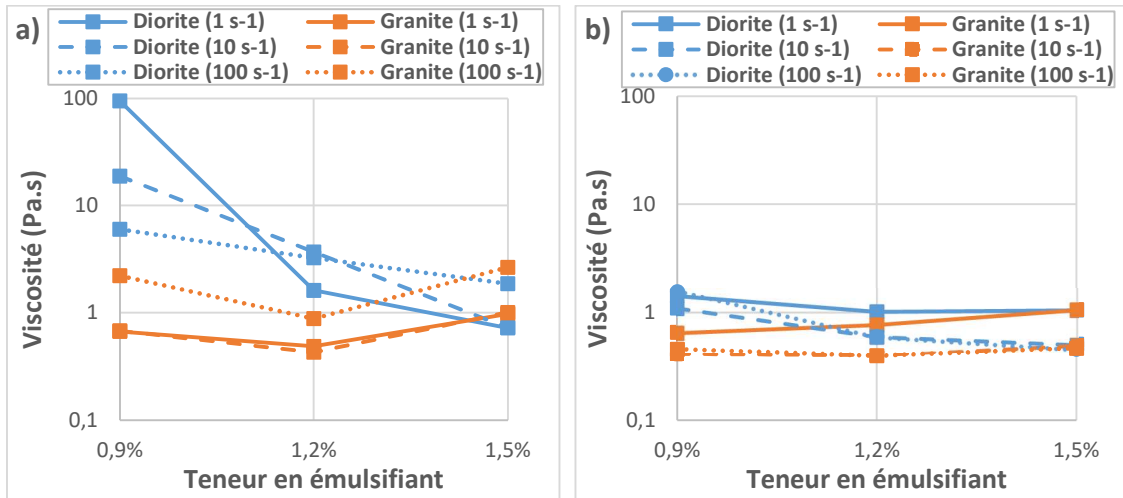 a)
Diorite (1 s-1) Granite (1 s-1)
Diorite (10 s-1) Granite (10 s-1)
Diorite (100 s-1) Granite (100 s-1)
100
10
1
0,1
Viscosité (Pa.s)
0,9% 1,2% 1,5%
Teneur en émulsifiant
b)
Diorite (1 s-1) Granite (1 s-1)
Diorite (10 s-1) Granite (10 s-1)
Diorite (100 s-1) Granite (100 s-1)
100
10
1
0,1
Viscosité (Pa.s)
0,9% 1,2% 1,5%
Teneur en émulsifiant